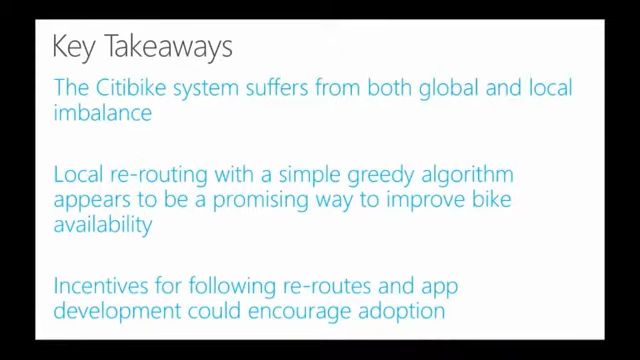 Key Takeaways
The Citibike system suffers from both global and local
imbalance
Local re-routing with a simple greedy algorithm
appears to be a promising way to improve bike
availability
Incentives for following re-routes and app
development could encourage adoption